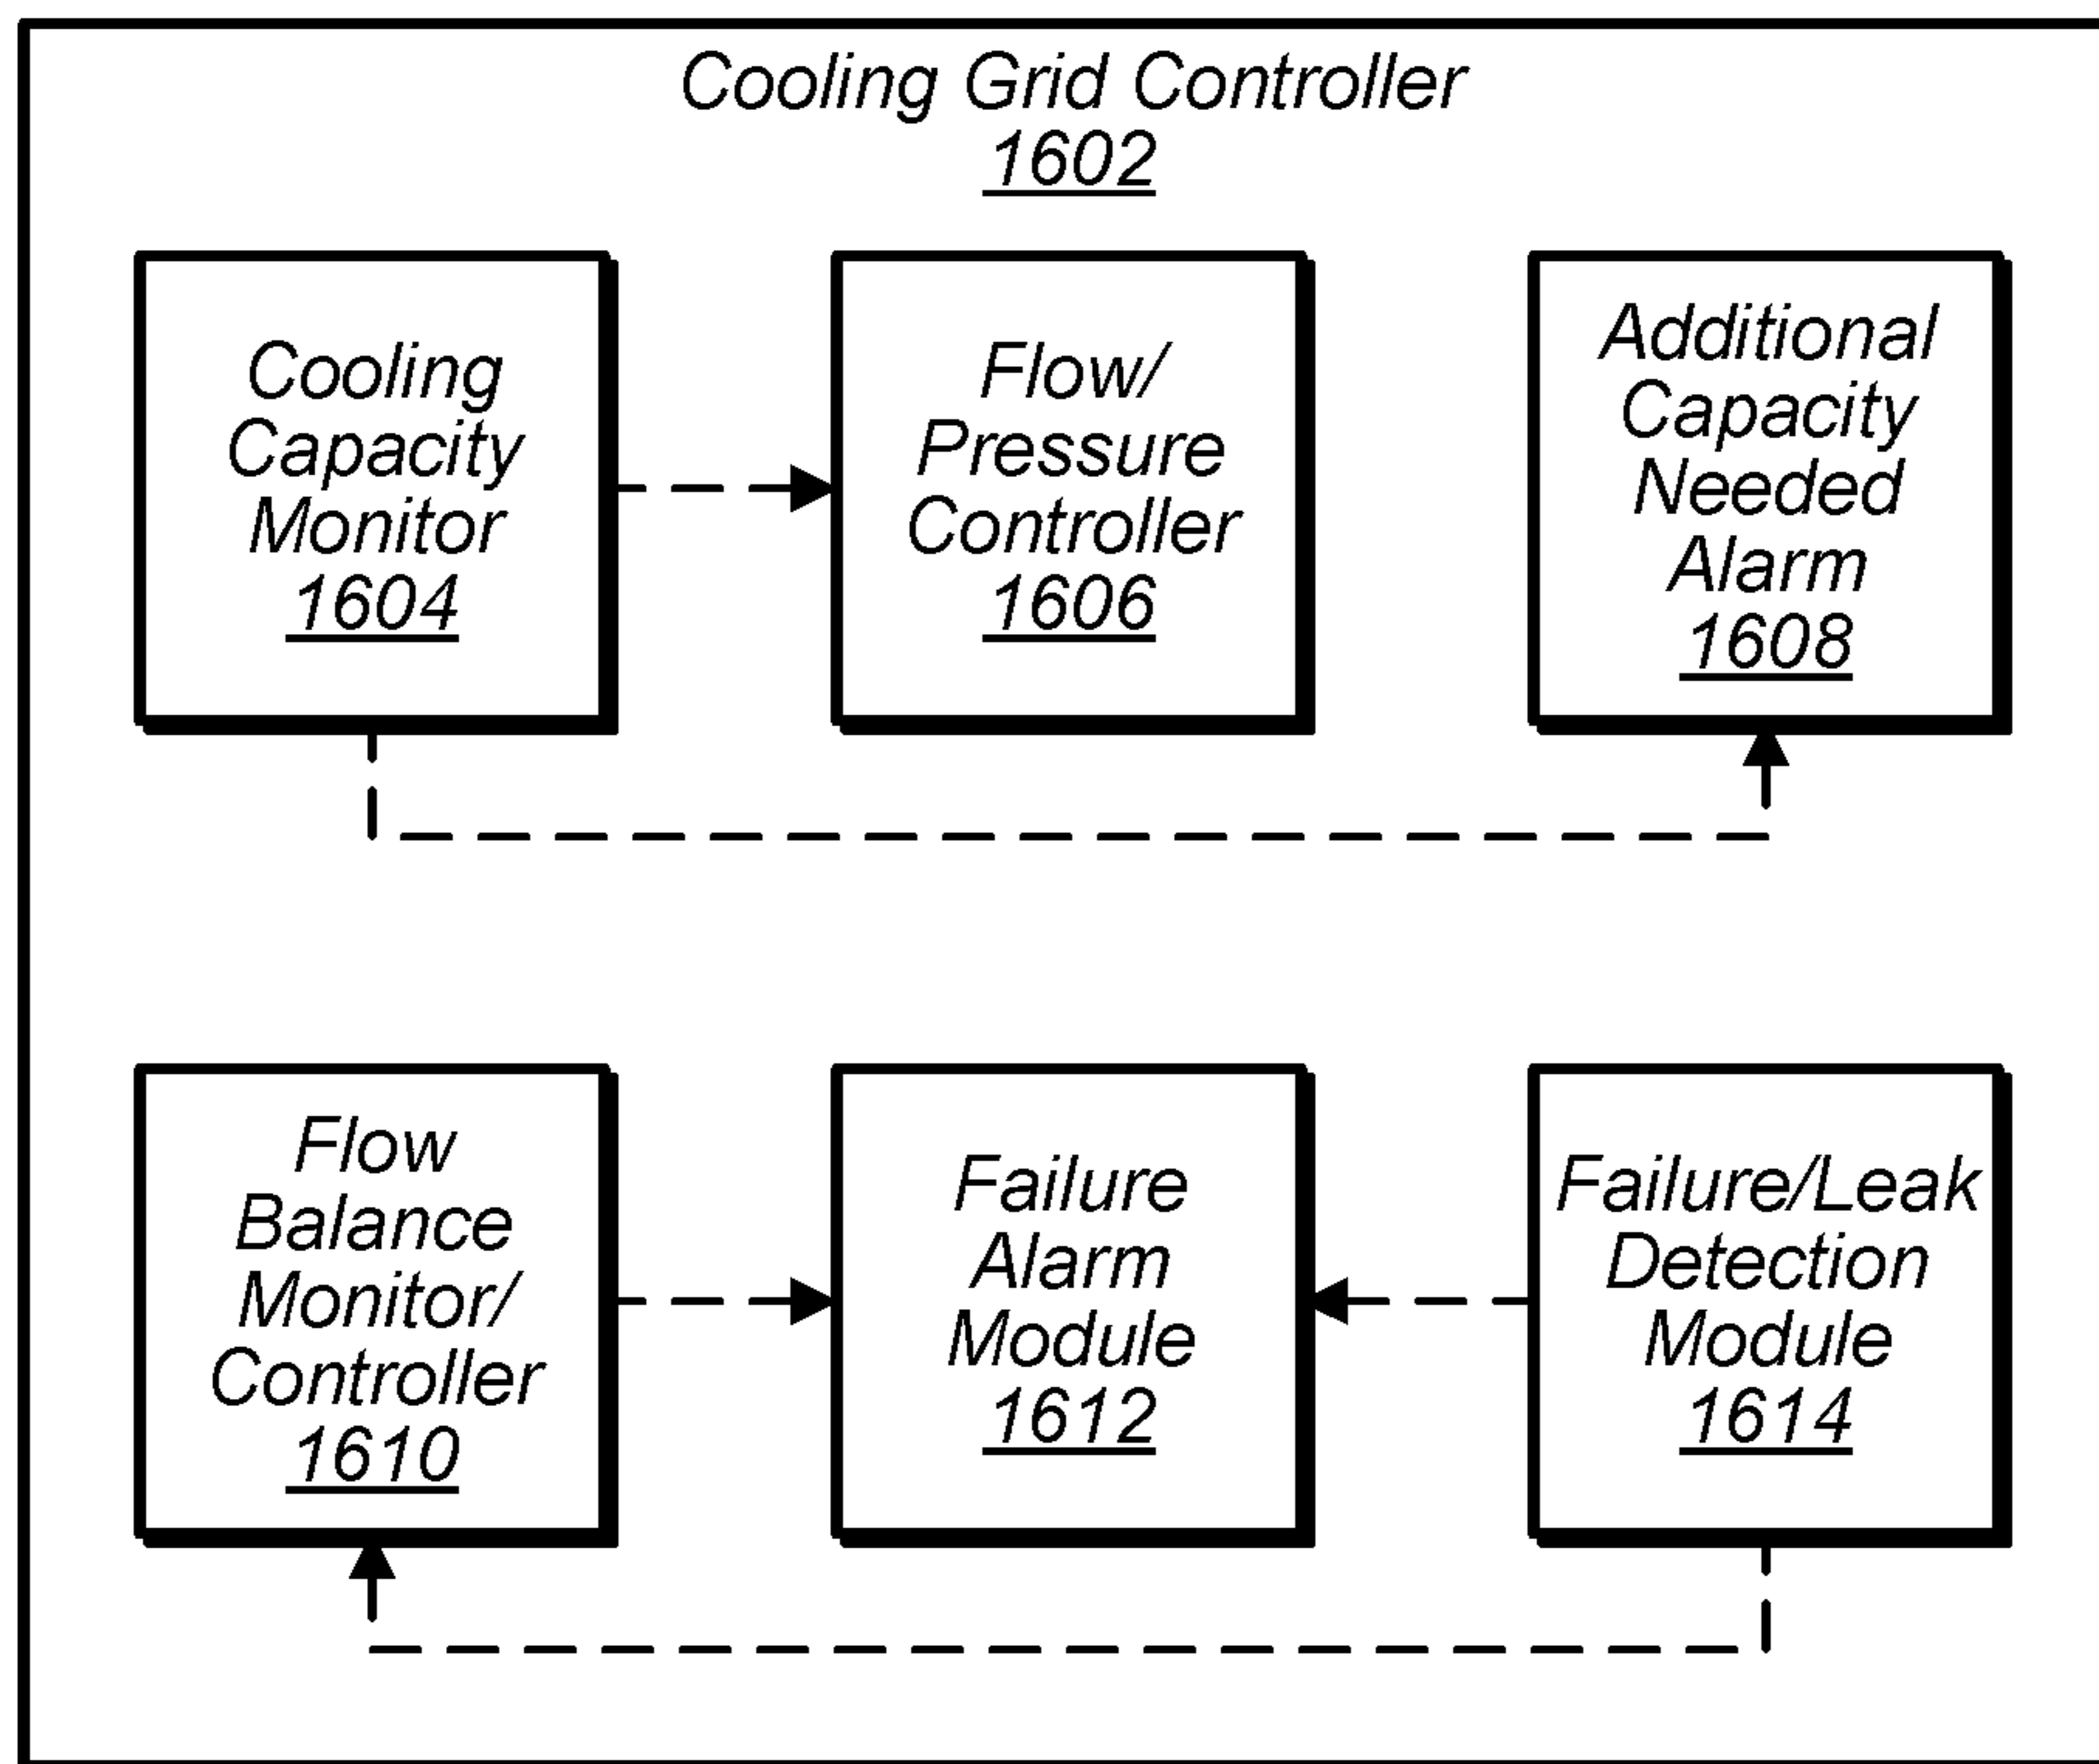 Cooling Grid Controller
1602
Cooling
Capacity
Monitor
1604
Flow/
Pressure
Controller
1606
Additional
Capacity
Needed
Alarm
1608
Flow
Balance
Monitor/
Controller
1610
Failure
Alarm
Module
1612
Failure/Leak
Detection
Module
1614